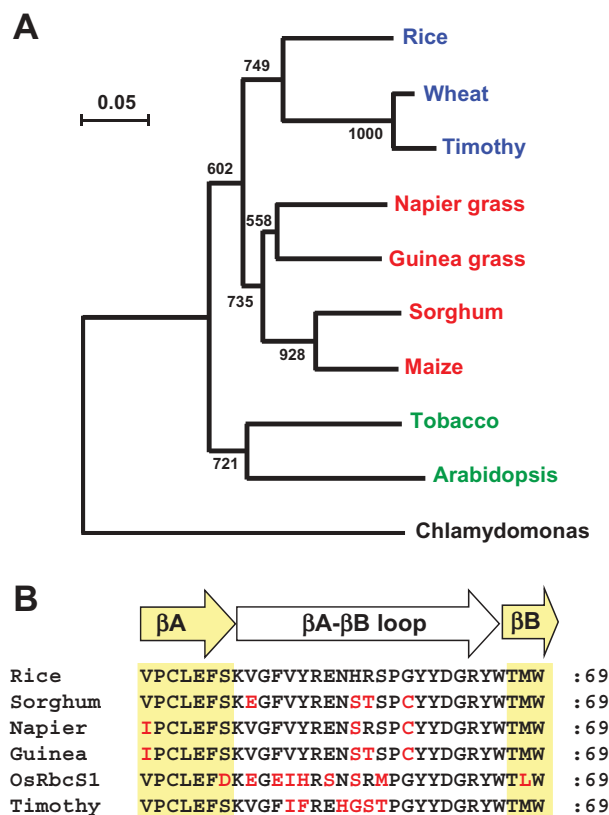 A
0.05
749
Rice
Wheat
1000
Timothy
602
558
Napier grass
Guinea grass
735
Sorghum
928
Maize
Tobacco
721
Arabidopsis
Chlamydomonas
B
βA βA-βB loop βB
Rice VPCLEFSKVGFVYRENHRSPGYYDGRYWTMW :69
Sorghum VPCLEFSKEGFVYRENSTSPCYYDGRYWTMW :69
Napier IPCLEFSKVGFVYRENSRSPCYYDGRYWTMW :69
Guinea IPCLEFSKVGFVYRENSTSPCYYDGRYWTMW :69
OsRbcS1 VPCLEFDKEGEIHRSNSRMPGYYDGRYWTLW :69
Timothy VPCLEFSKVGFIFREHGSTPGYYDGRYWTMW :69